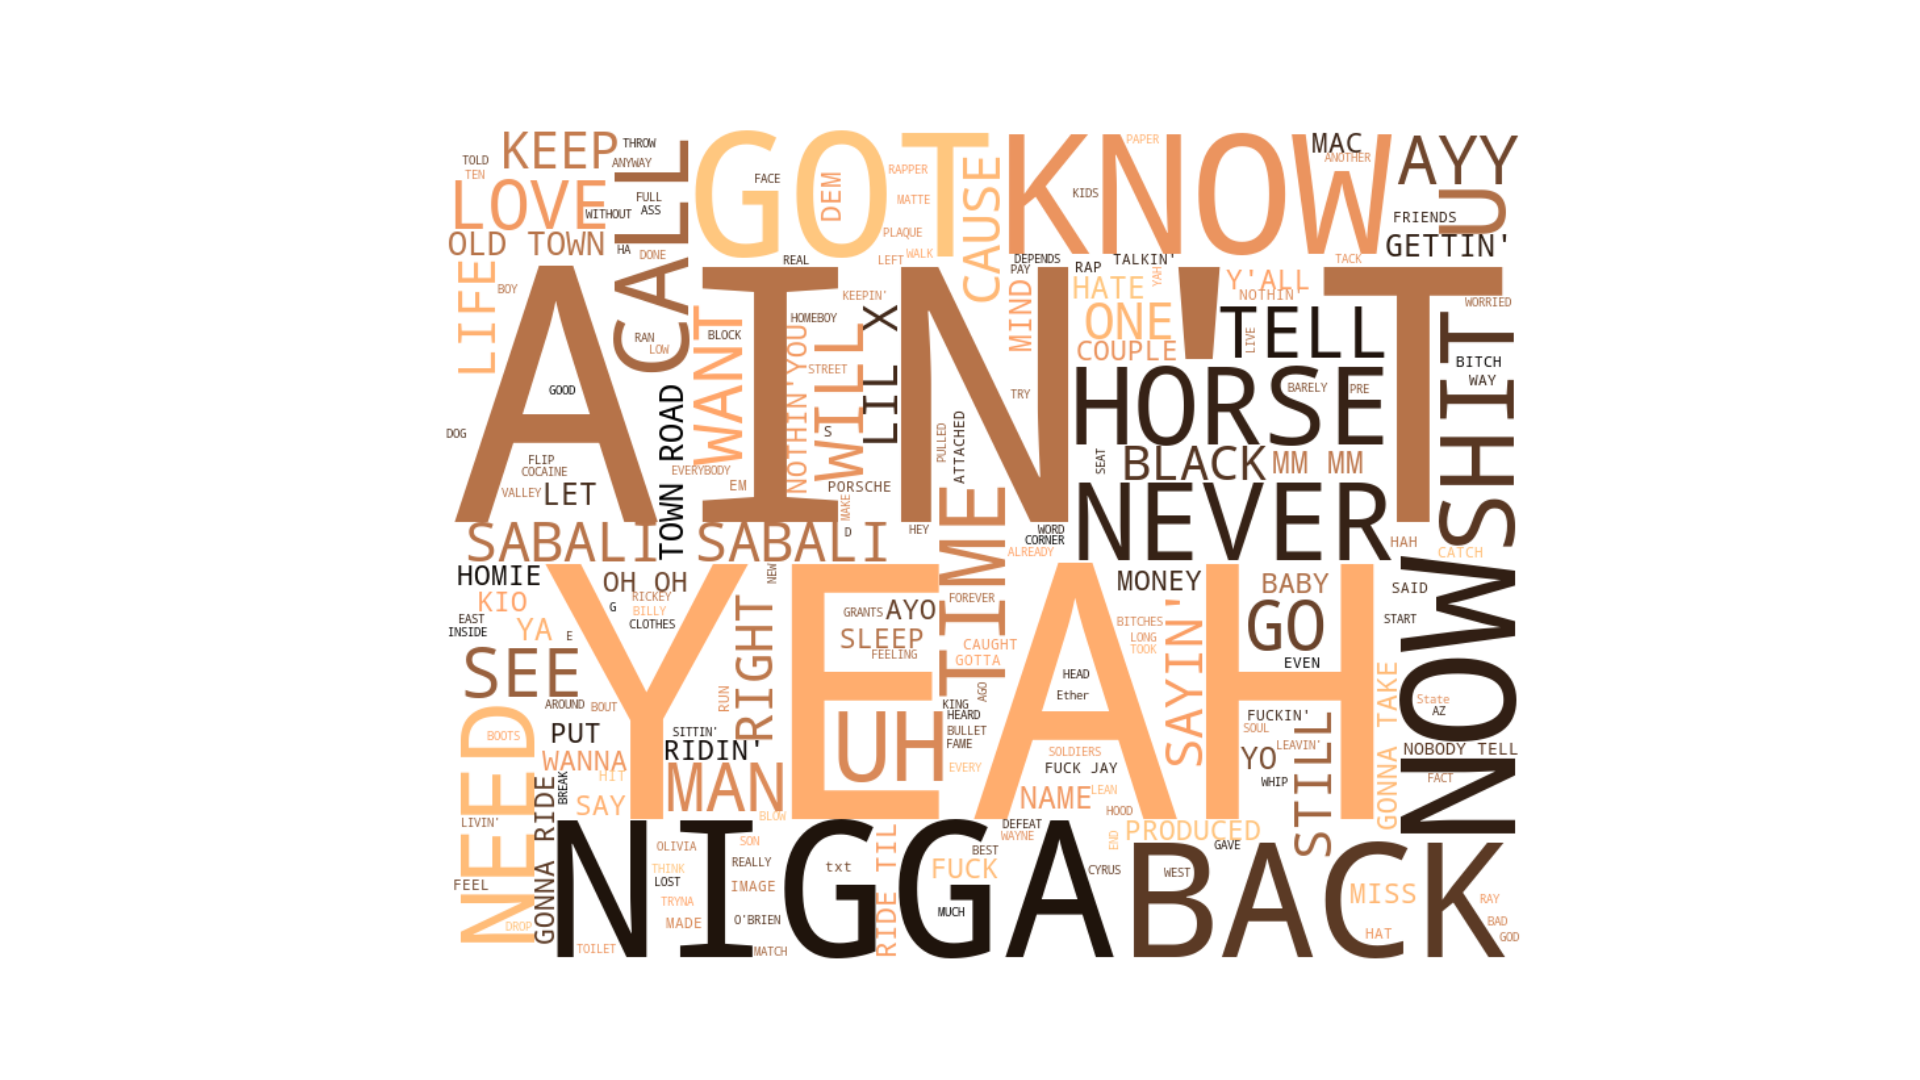 KEEP
THROW
ANYWAY
TOLD
TEN
LOVE
FULL
ASS
WITHOUT
OLD TOWN
HA
DONE
CALL
GOT
FACE
DEM
REAL
RAPPER
MATTE
PLAQUE
WALK
LEFT
CAUSE
KNOW
PAPER
KIDS
MAC
ANOTHER
AYY
U
FRIENDS
GETTIN'
DEPENDS
PAY
RAP
TALKIN'
TACK
LIFE
BOY
RAN
LOW
AIN'T
GOOD
WANT
BLOCK
HOMEBOY
KEEPIN'
NOTHIN' YOU
STREET
WILL
S
LIL X
MIND
TRY
HATE
YAH
Y'ALL
NOTHIN'
ONE
COUPLE
TELL
LIVE
WORRIED
HORSE
BARELY
PRE
SHIT
BITCH
WAY
DOG
FLIP
COCAINE
VALLEY
LET
TOWN ROAD
EVERYBODY
EM
PORSCHE
MAKE
D
PULLED
ATTACHED
HEY
SEAT
BLACK
MM MM
NEVER
WORD
CORNER
ALREADY
HAH
CATCH
SABALI SABALI
TIME
HOMIE
KIO
EAST
INSIDE
YA
E
OH OH
RICKEY
G
BILLY
CLOTHES
NEW
YEAH
GRANTS
AYO
SLEEP
FEELING
FOREVER
CAUGHT
GOTTA
MONEY
BITCHES
LONG
TOOK
SAYIN'
BABY
GO
EVEN
SAID
START
NOW
SEE
AROUND
BOUT
RUN
RIGHT
UH
KING
AGO
HEARD
BULLET
FAME
EVERY
HEAD
Ether
SOLDIERS
FUCK JAY
FUCKIN'
SOUL
LEAVIN'
YO
WHIP
STILL
GONNA TAKE
State
AZ
NOBODY TELL
FACT
NEED
BOOTS
PUT
WANNA
HIT
SITTIN'
RIDIN'
MAN
BREAK
SAY
BLOW
LIVIN'
GONNA RIDE
NAME
LEAN
HOOD
DEFEAT
WAYNE
END
PRODUCED
GAVE
NIGGA
OLIVIA
SON
THINK
LOST
REALLY
TRYNA
IMAGE
MADE
O'BRIEN
txt
RIDE TIL
FUCK
BEST
MUCH
CYRUS
BACK
WEST
MISS
HAT
RAY
BAD
GOD
FEEL
DROP
TOILET
MATCH